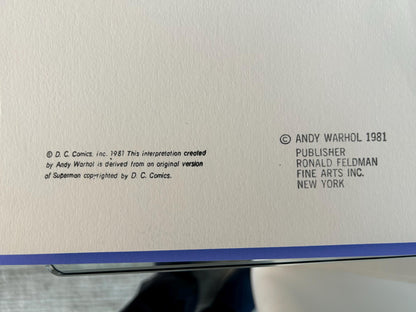 © D. C. Comics, Inc. 1981 This interpretation created
by Andy Warhol is derived from an original version
of Superman copyrighted by D. C. Comics.
© ANDY WARHOL 1981
PUBLISHER
RONALD FELDMAN
FINE ARTS INC.
NEW YORK